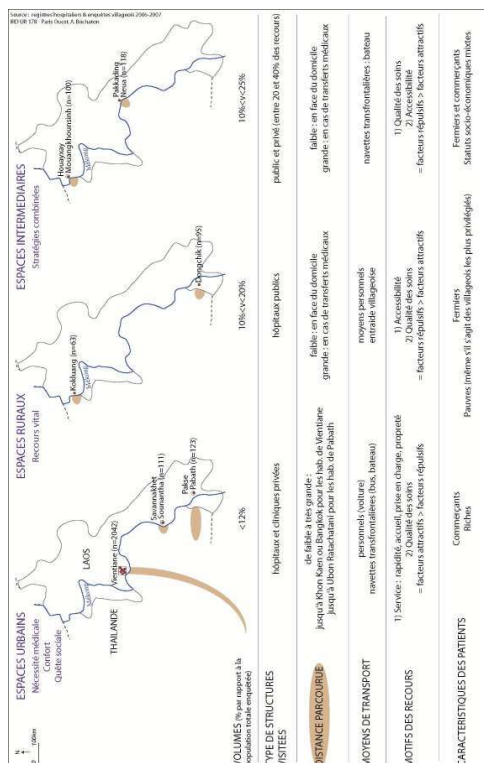 Source : registres hospitaliers & enquêtes villageois 2006-2007
IRD UR 178 - Paris Ouest. A. Bochaton
N
0 100km
ESPACES URBAINS
Nécessité médicale
Confort
Quête sociale
THAILANDE
LAOS
Mékong
Vientiane (n=2042)
Savannakhet
Sounantha (n=111)
Pakse
Pabath (n=123)
ESPACES RURAUX
Recours vital
Mékong
Kokluang (n=63)
Dongchik (n=95)
ESPACES INTERMEDIAIRES
Stratégies combinées
Houayxay
Mouangkhounsinh (n=109)
Mékong
Pakkading
Neua (n=118)
VOLUMES (% par rapport à la
population totale enquêtée)
<12%
10%<v<20%
10%<v<25%
TYPE DE STRUCTURES
VISITEES
hôpitaux et cliniques privées
hôpitaux publics
public et privé (entre 20 et 40% des recours)
DISTANCE PARCOURUE
de faible à très grande :
jusqu'à Khon Kaen ou Bangkok pour les hab. de Vientiane
jusqu'à Ubon Ratachatani pour les hab. de Pabath
faible : en face du domicile
grande : en cas de transferts médicaux
faible : en face du domicile
grande : en cas de transferts médicaux
MOYENS DE TRANSPORT
personnels (voiture)
navettes transfrontalières (bus, bateau)
moyens personnels
entraide villageoise
navettes transfrontalières : bateau
MOTIFS DES RECOURS
1) Service : rapidité, accueil, prise en charge, propreté
2) Qualité des soins
= facteurs attractifs > facteurs répulsifs
1) Accessibilité
2) Qualité des soins
= facteurs répulsifs > facteurs attractifs
1) Qualité des soins
2) Accessibilité
= facteurs répulsifs > facteurs attractifs
CARACTERISTIQUES DES PATIENTS
Commerçants
Riches
Fermiers
Pauvres (même s'il s'agit des villageois les plus privilégiés)
Fermiers et commerçants
Statuts socio-économiques mixtes